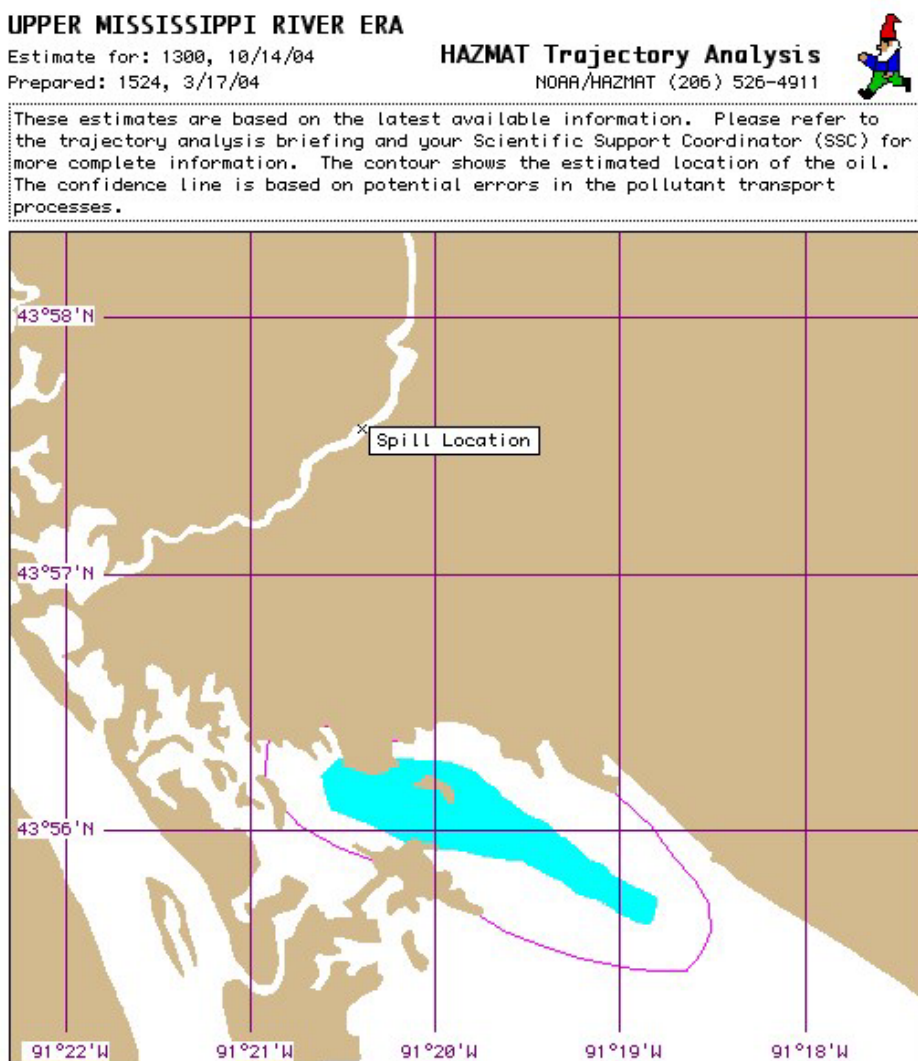 UPPER MISSISSIPPI RIVER ERA
Estimate for: 1300, 10/14/04
HAZMAT Trajectory Analysis
Prepared: 1524, 3/17/04
NOAA/HAZMAT (206) 526-4911
These estimates are based on the latest available information.  Please refer to
the trajectory analysis briefing and your Scientific Support Coordinator (SSC) for
more complete information.  The contour shows the estimated location of the oil.
The confidence line is based on potential errors in the pollutant transport
processes.
43°58'N
Spill Location
43°57'N
43°56'N
91°22'W 91°21'W 91°20'W 91°19'W 91°18'W